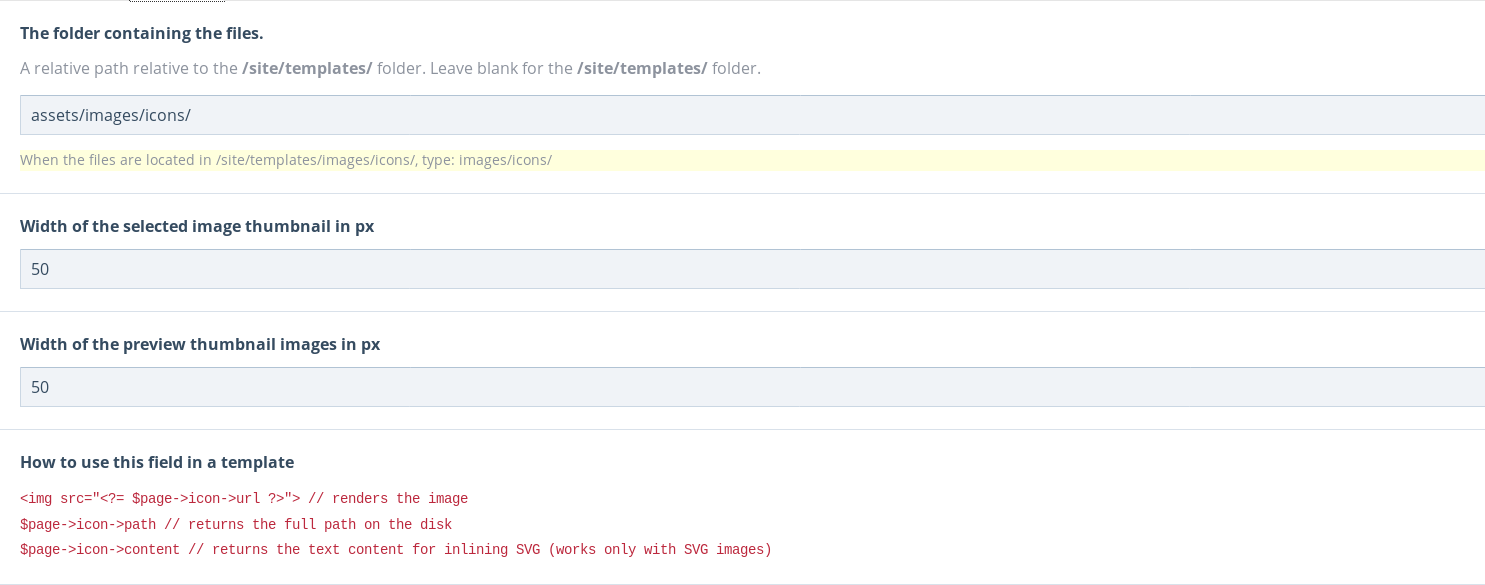 The folder containing the files.
A relative path relative to the /site/templates/ folder. Leave blank for the /site/templates/ folder.
assets/images/icons/
When the files are located in /site/templates/images/icons/, type: images/icons/
Width of the selected image thumbnail in px
50
Width of the preview thumbnail images in px
50
How to use this field in a template
<img src="<?= $page->icon->url ?>"> // renders the image
$page->icon->path // returns the full path on the disk
$page->icon->content // returns the text content for inlining SVG (works only with SVG images)